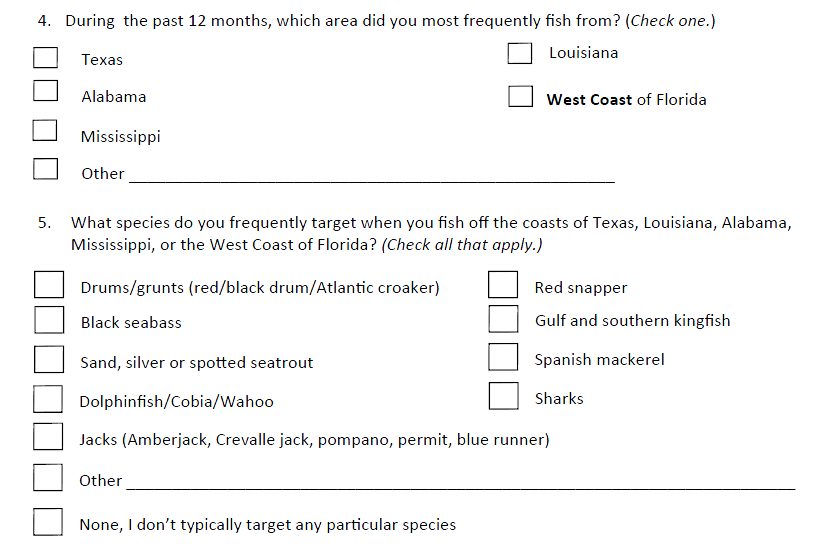 4. During the past 12 months, which area did you most frequently fish from? (Check one.)
Texas
Louisiana
Alabama
West Coast of Florida
Mississippi
Other
5. What species do you frequently target when you fish off the coasts of Texas, Louisiana, Alabama,
Mississippi, or the West Coast of Florida? (Check all that apply.)
Drums/grunts (red/black drum/Atlantic croaker)
Red snapper
Black seabass
Gulf and southern kingfish
Sand, silver or spotted seatrout
Spanish mackerel
Dolphinfish/Cobia/Wahoo
Sharks
Jacks (Amberjack, Crevalle jack, pompano, permit, blue runner)
Other
None, I don't typically target any particular species